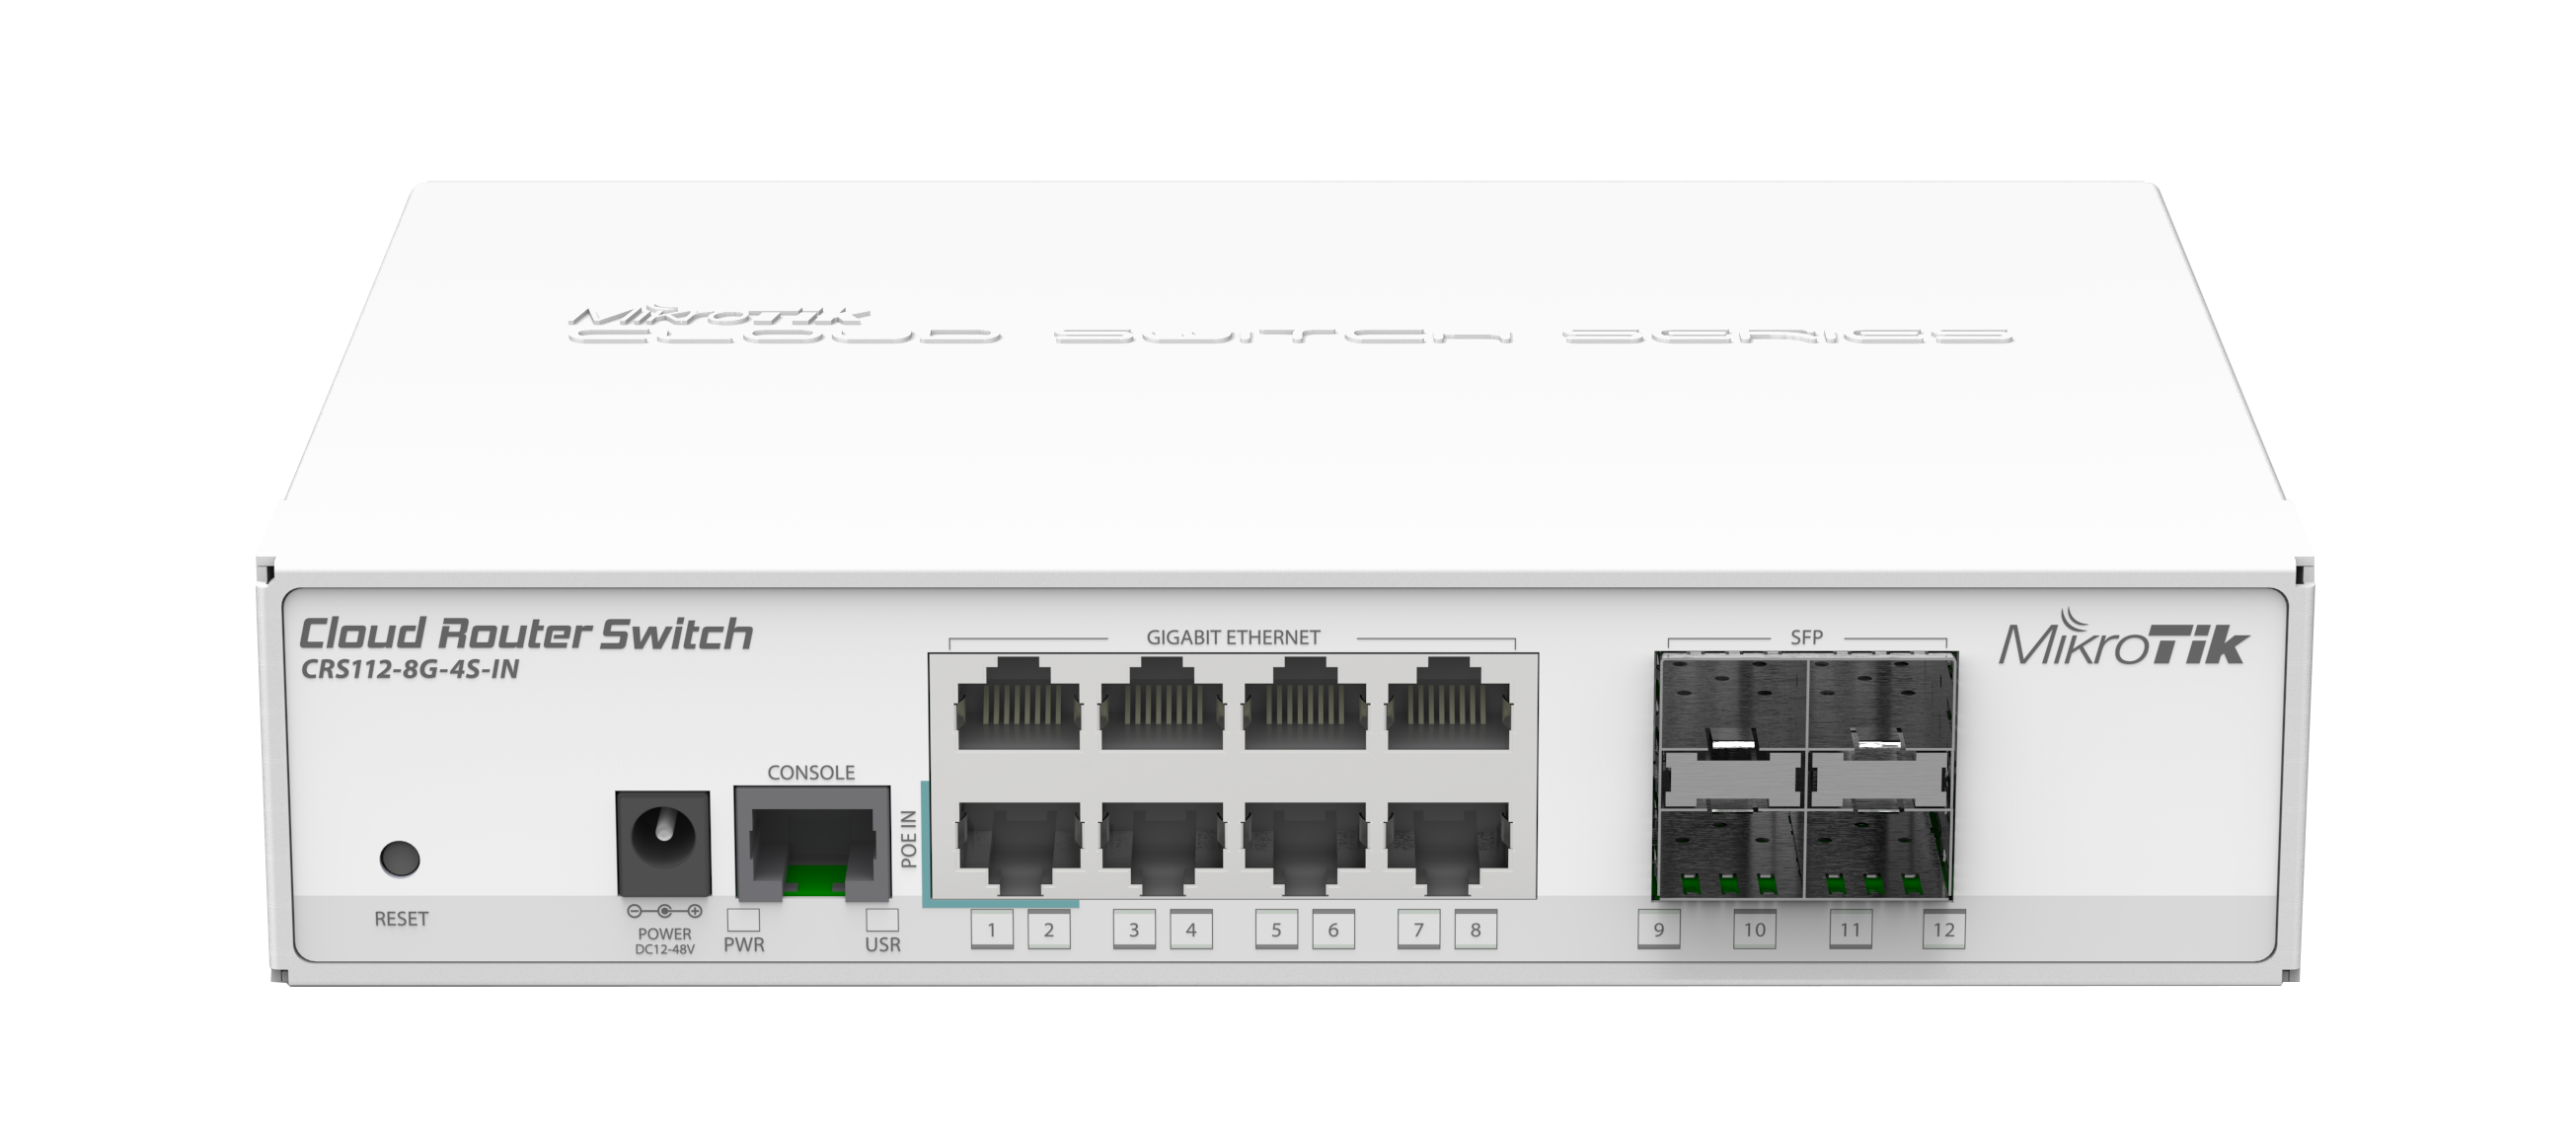 MikroTik
CLOUD SWITCH SERIES
Cloud Router Switch
CRS112-8G-4S-IN
GIGABIT ETHERNET
SFP
MikroTik
CONSOLE
POE IN
RESET
POWER
DC12-48V
PWR
USR
1 2 3 4 5 6 7 8 9 10 11 12